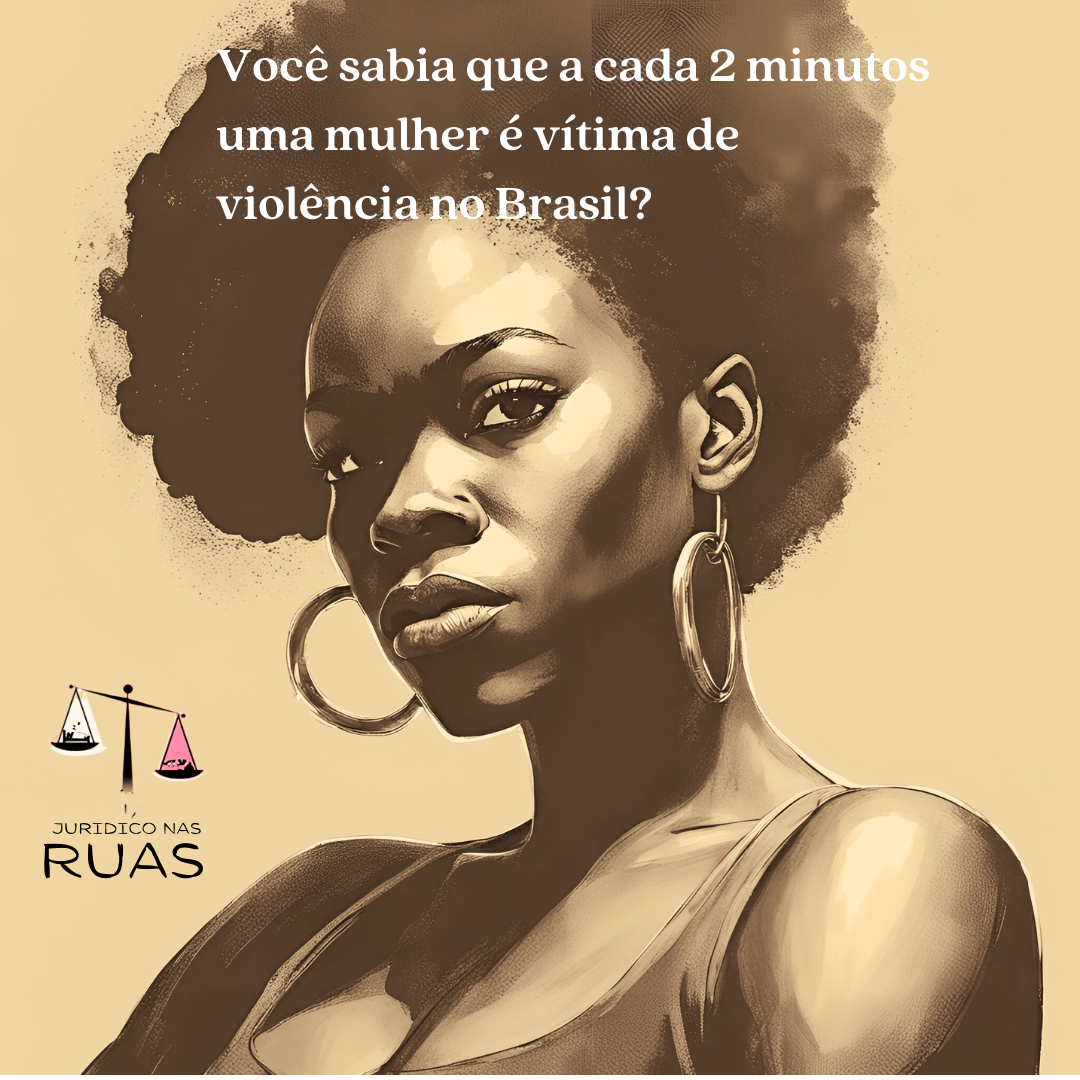 Você sabia que a cada 2 minutos
uma mulher é vítima de
violência no Brasil?
JURIDICO NAS
RUAS